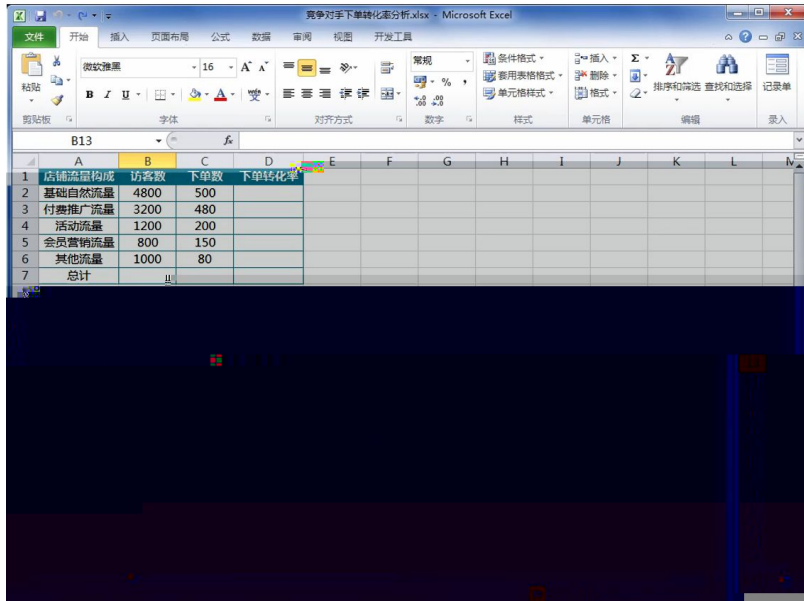 竞争对手下单转化率分析.xlsx - Microsoft Excel
文件 开始 插入 页面布局 公式 数据 审阅 视图 开发工具
粘贴 微软雅黑 16 A A 常规 条件格式 插入 Σ
B I U A % , 套用表格格式 删除 排序和筛选 查找和选择 记录单
单元格样式 格式
剪贴板 字体 对齐方式 数字 样式 单元格 编辑 录入
B13 fx
A B C D E F G H I J K L M
1 店铺流量构成 访客数 下单数 下单转化率
2 基础自然流量 4800 500
3 付费推广流量 3200 480
4 活动流量 1200 200
5 会员营销流量 800 150
6 其他流量 1000 80
7 总计